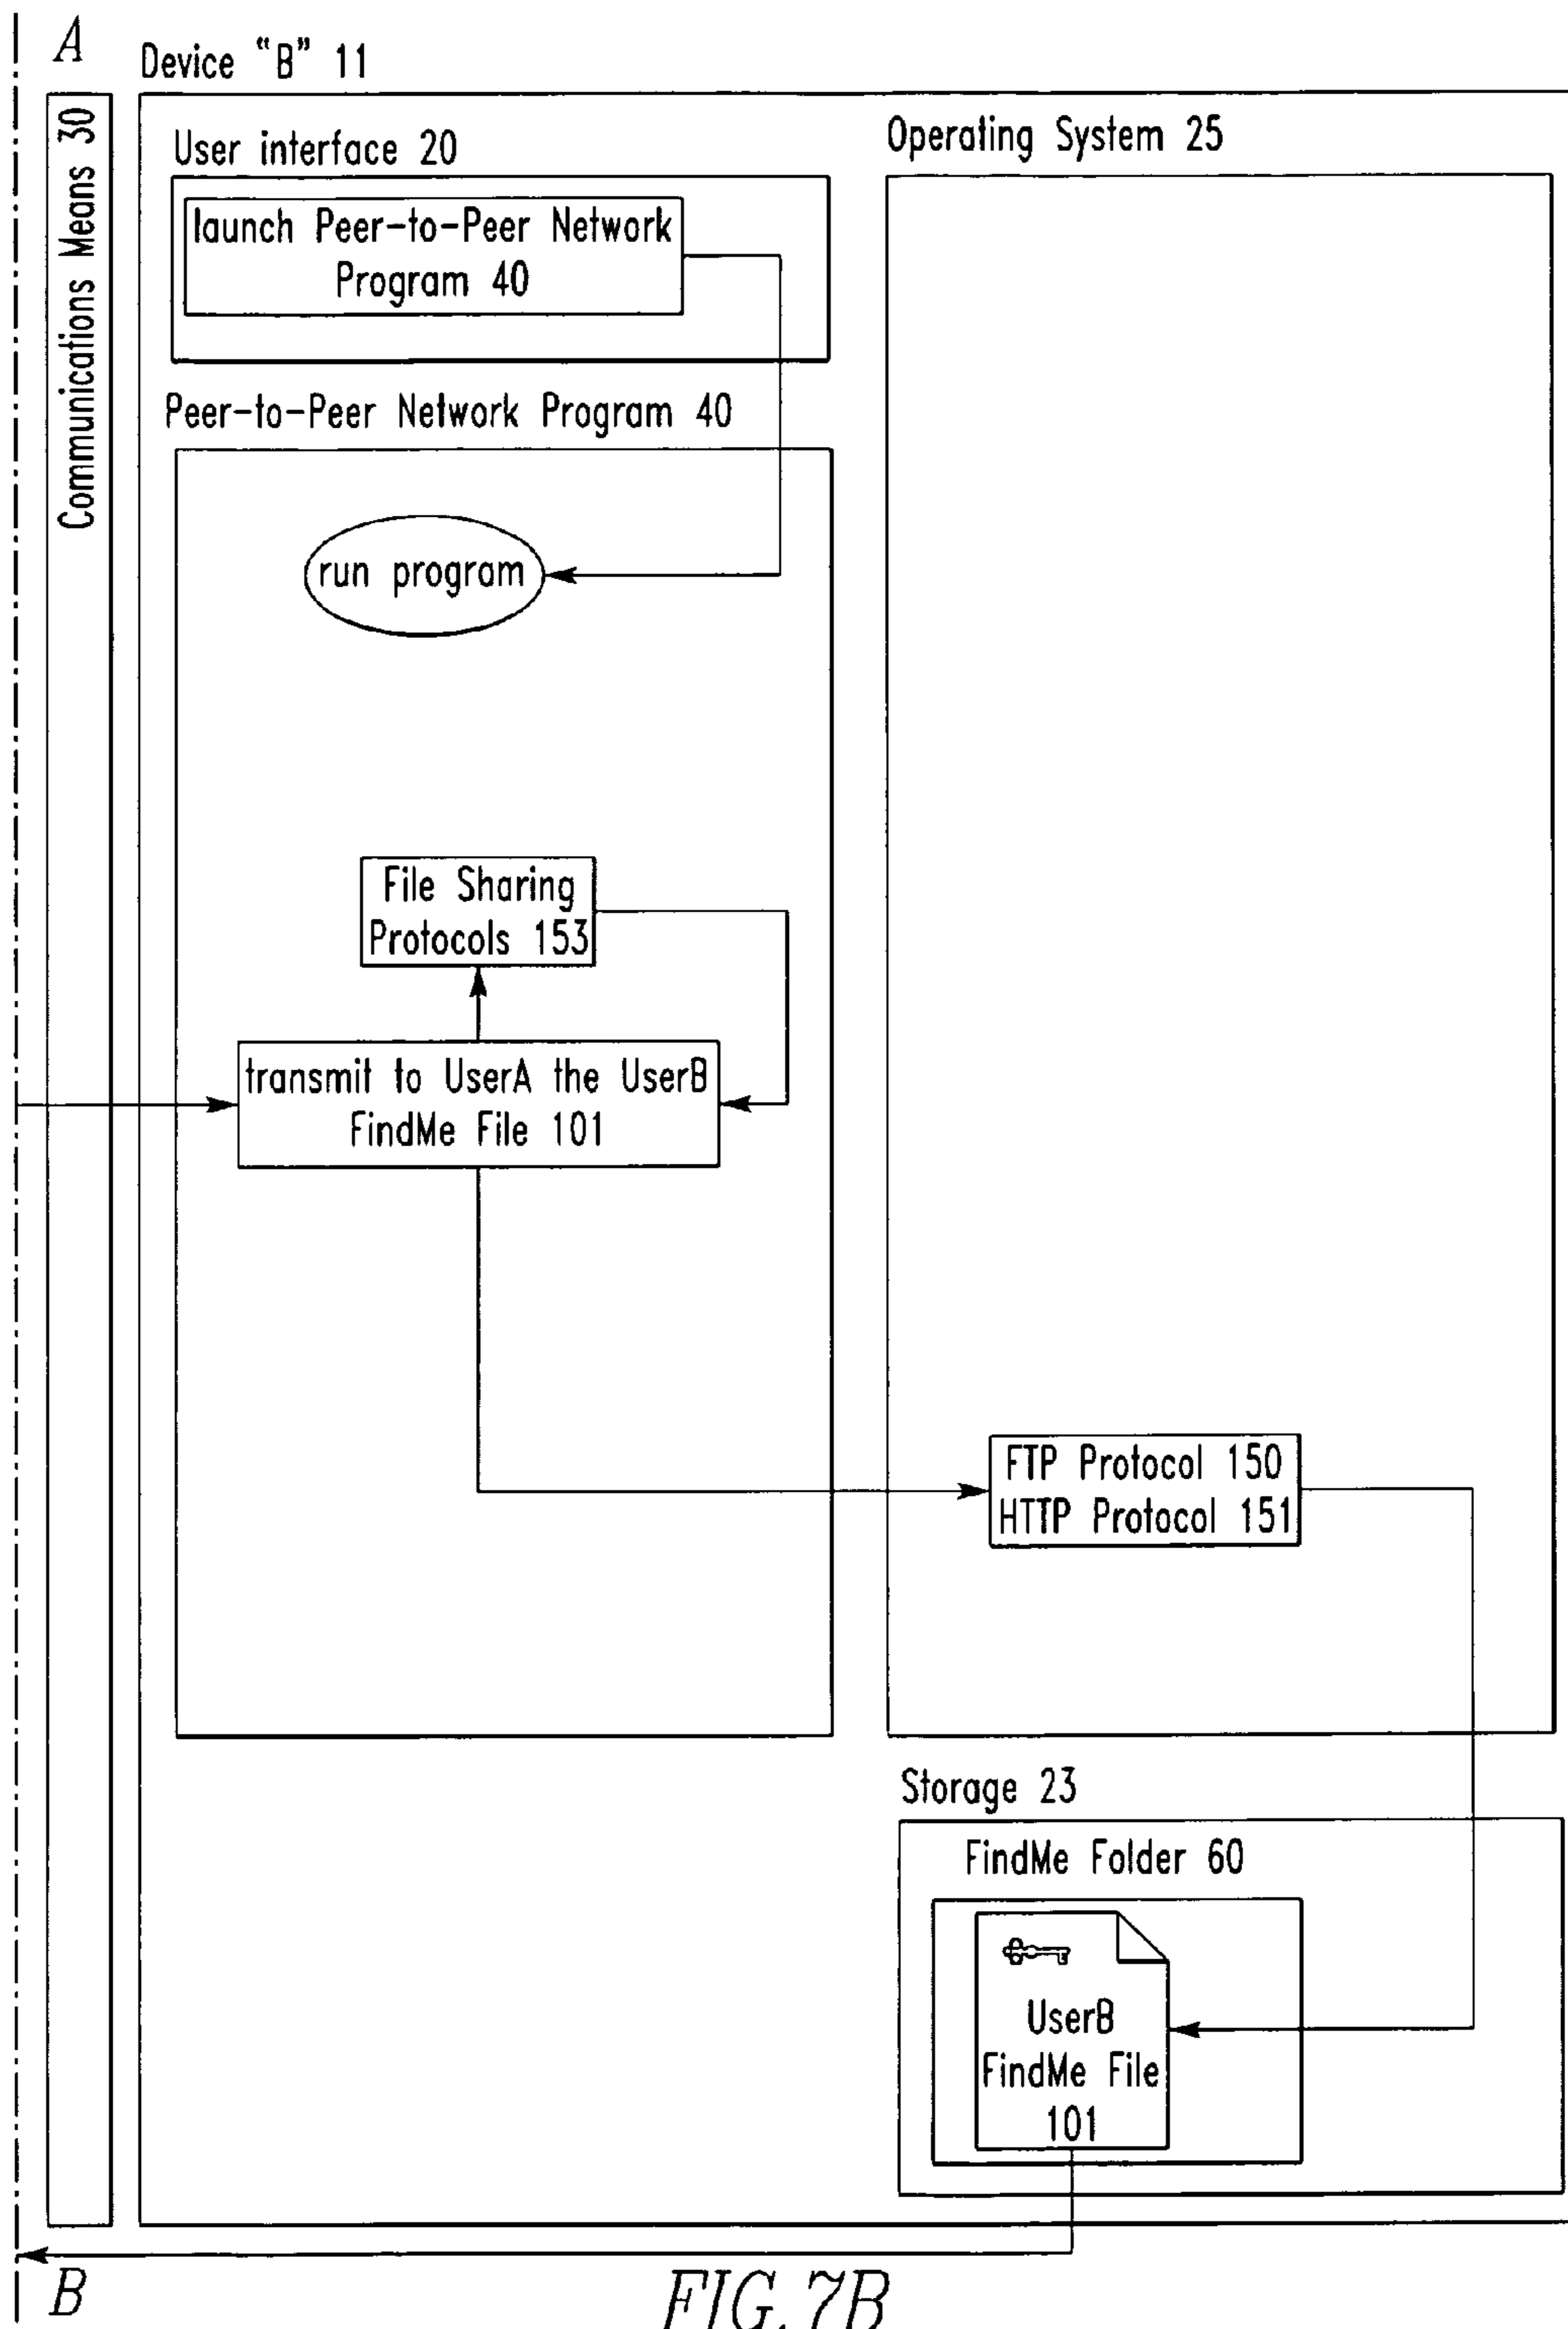 A
Device “B” 11
Communications Means 30
User interface 20
launch Peer-to-Peer Network
Program 40
Operating System 25
Peer-to-Peer Network Program 40
run program
File Sharing
Protocols 153
transmit to UserA the UserB
FindMe File 101
FTP Protocol 150
HTTP Protocol 151
Storage 23
FindMe Folder 60
UserB
FindMe File
101
B
FIG. 7B